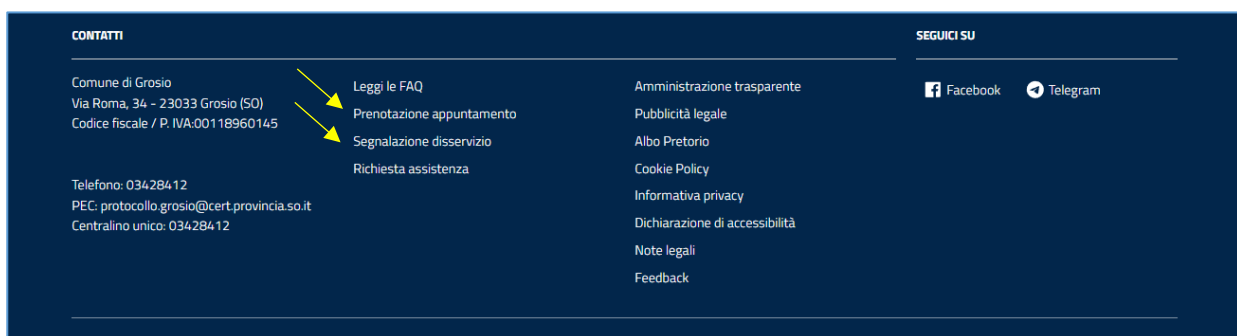 CONTATTI
Comune di Grosio
Via Roma, 34 - 23033 Grosio (SO)
Codice fiscale / P. IVA:00118960145
Telefono: 03428412
PEC: protocollo.grosio@cert.provincia.so.it
Centralino unico: 03428412
Leggi le FAQ
Prenotazione appuntamento
Segnalazione disservizio
Richiesta assistenza
Amministrazione trasparente
Pubblicità legale
Albo Pretorio
Cookie Policy
Informativa privacy
Dichiarazione di accessibilità
Note legali
Feedback
SEGUICI SU
Facebook
Telegram